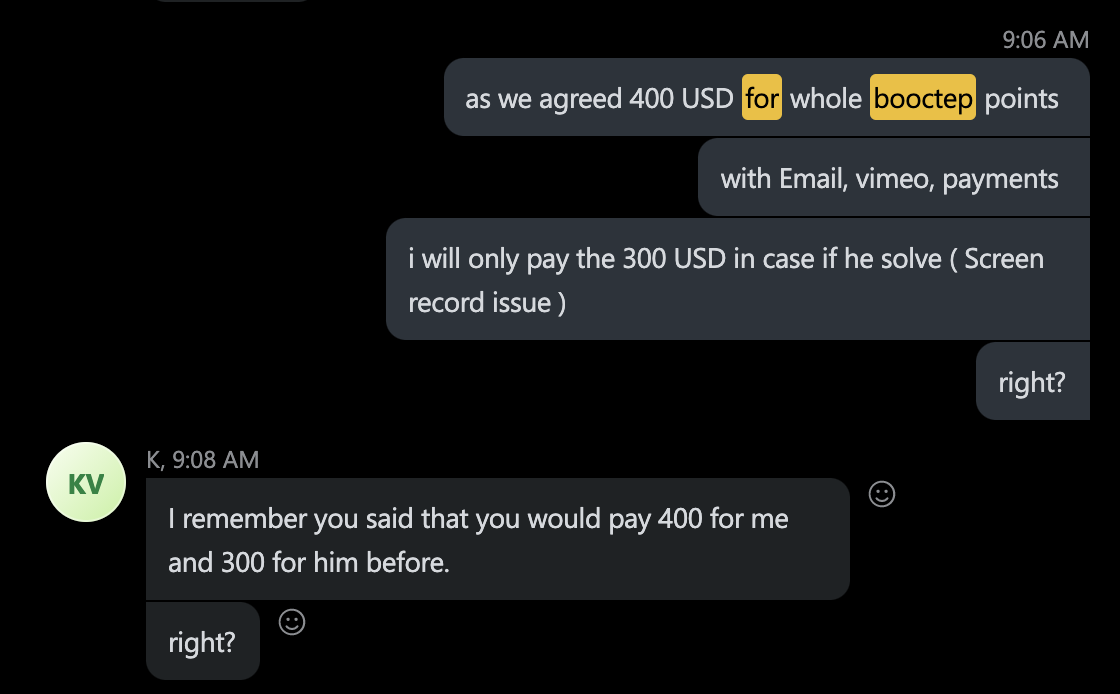 9:06 AM
as we agreed 400 USD for whole booctep points
with Email, vimeo, payments
i will only pay the 300 USD in case if he solve ( Screen
record issue )
right?
KV
K, 9:08 AM
I remember you said that you would pay 400 for me
and 300 for him before.
right?